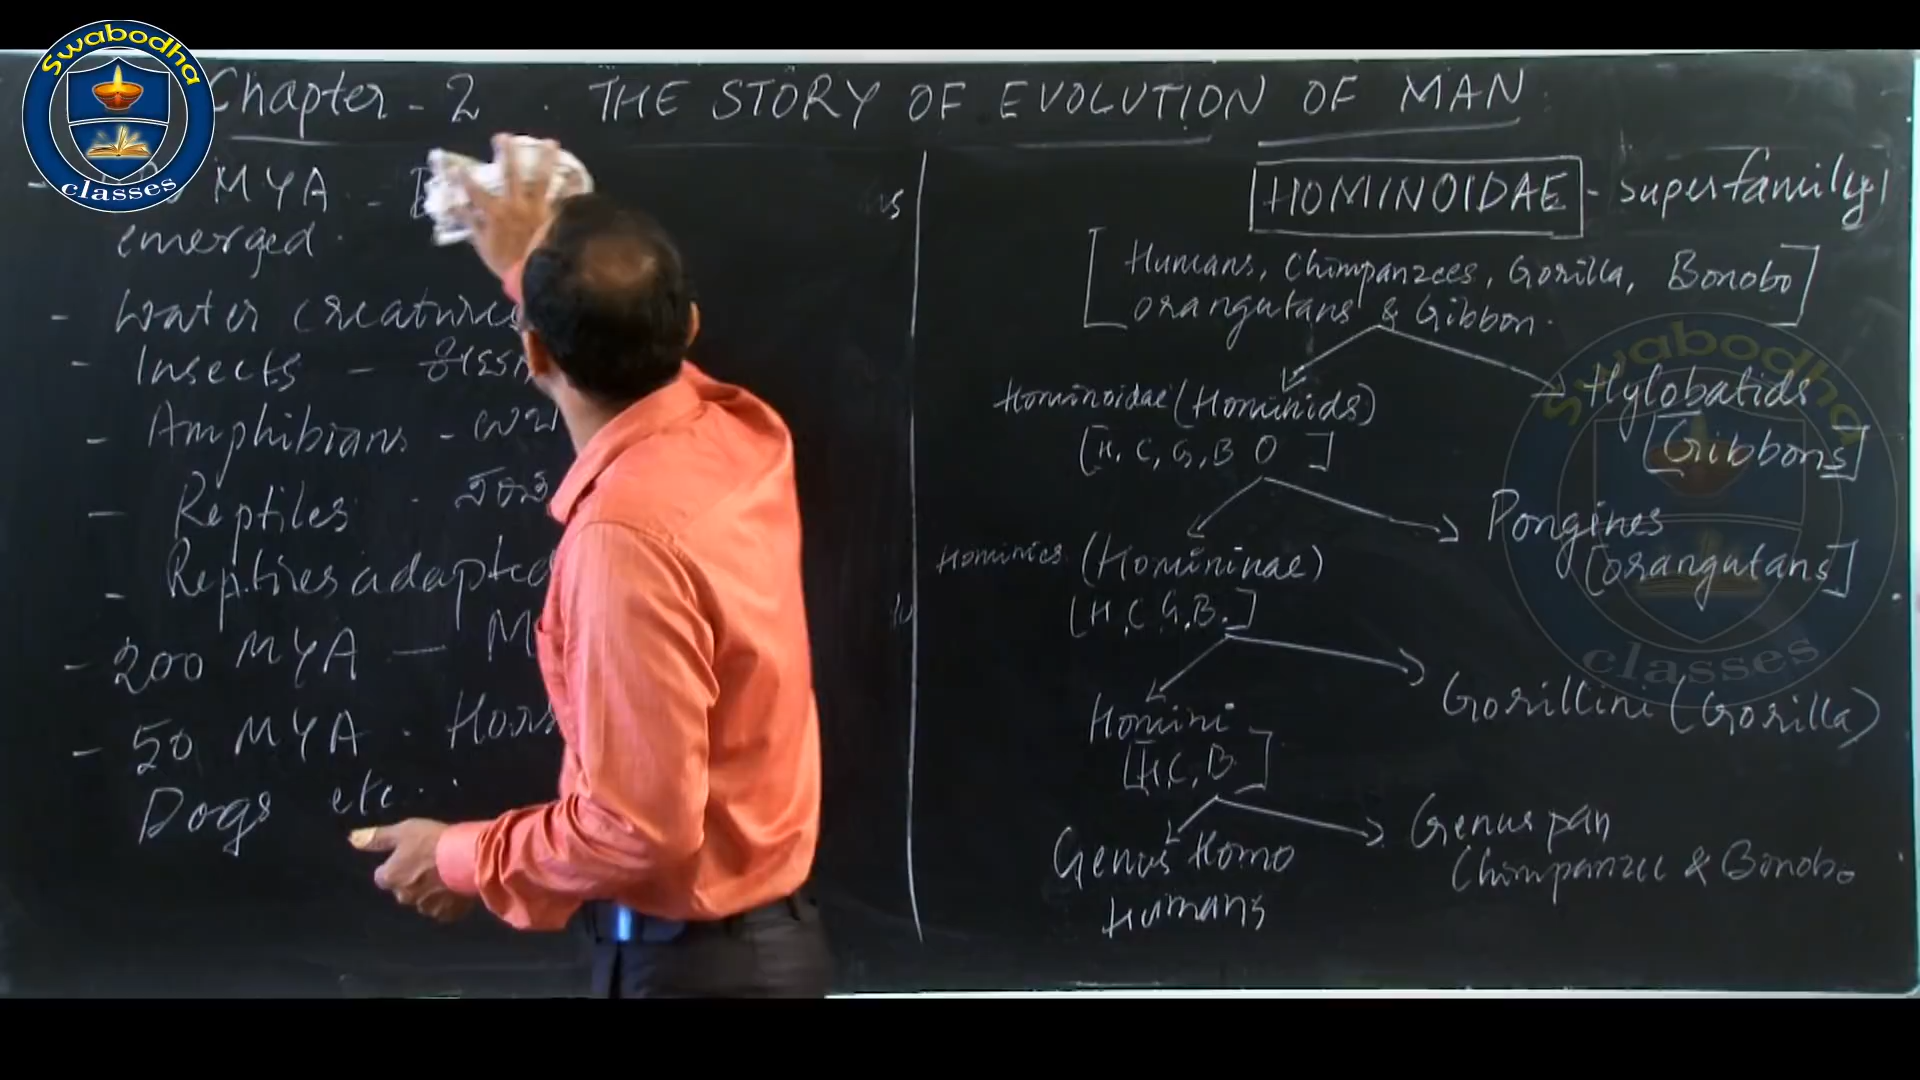 Swabodha
classes
Chapter - 2 . THE STORY OF EVOLUTION OF MAN
MYA -
emerged.
- Water creatures
- Insects -
- Amphibians -
- Reptiles .
- Reptiles adapted
- 200 MYA - M
- 50 MYA .
Dogs etc..
HOMINOIDAE - Superfamily
[Humans, Chimpanzees, Gorilla, Bonobo
orangutans & Gibbon.]
Hominoidae (Hominids)
[H, C, G, B O ]
Hylobatids
[Gibbons]
(Homininae)
[H, C, G, B.]
Pongines
[orangutans]
Homini
[H, C, B]
Gorillini (Gorilla)
Genus Homo
Humans
Genus pan
Chimpanzee & Bonobo
Swabodha
classes